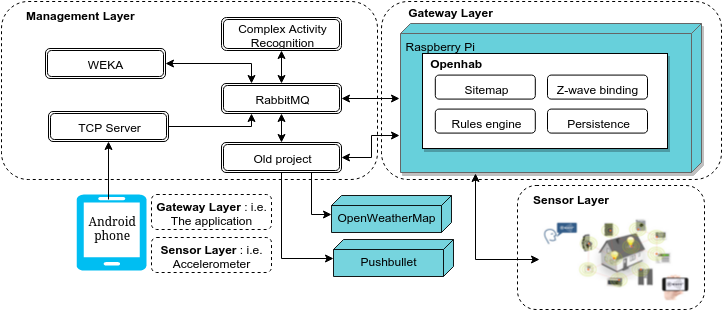 Management Layer
Complex Activity
Recognition
WEKA
RabbitMQ
TCP Server
Old project
Gateway Layer
Raspberry Pi
Openhab
Sitemap
Z-wave binding
Rules engine
Persistence
Android
phone
Gateway Layer : i.e.
The application
Sensor Layer : i.e.
Accelerometer
OpenWeatherMap
Pushbullet
Sensor Layer